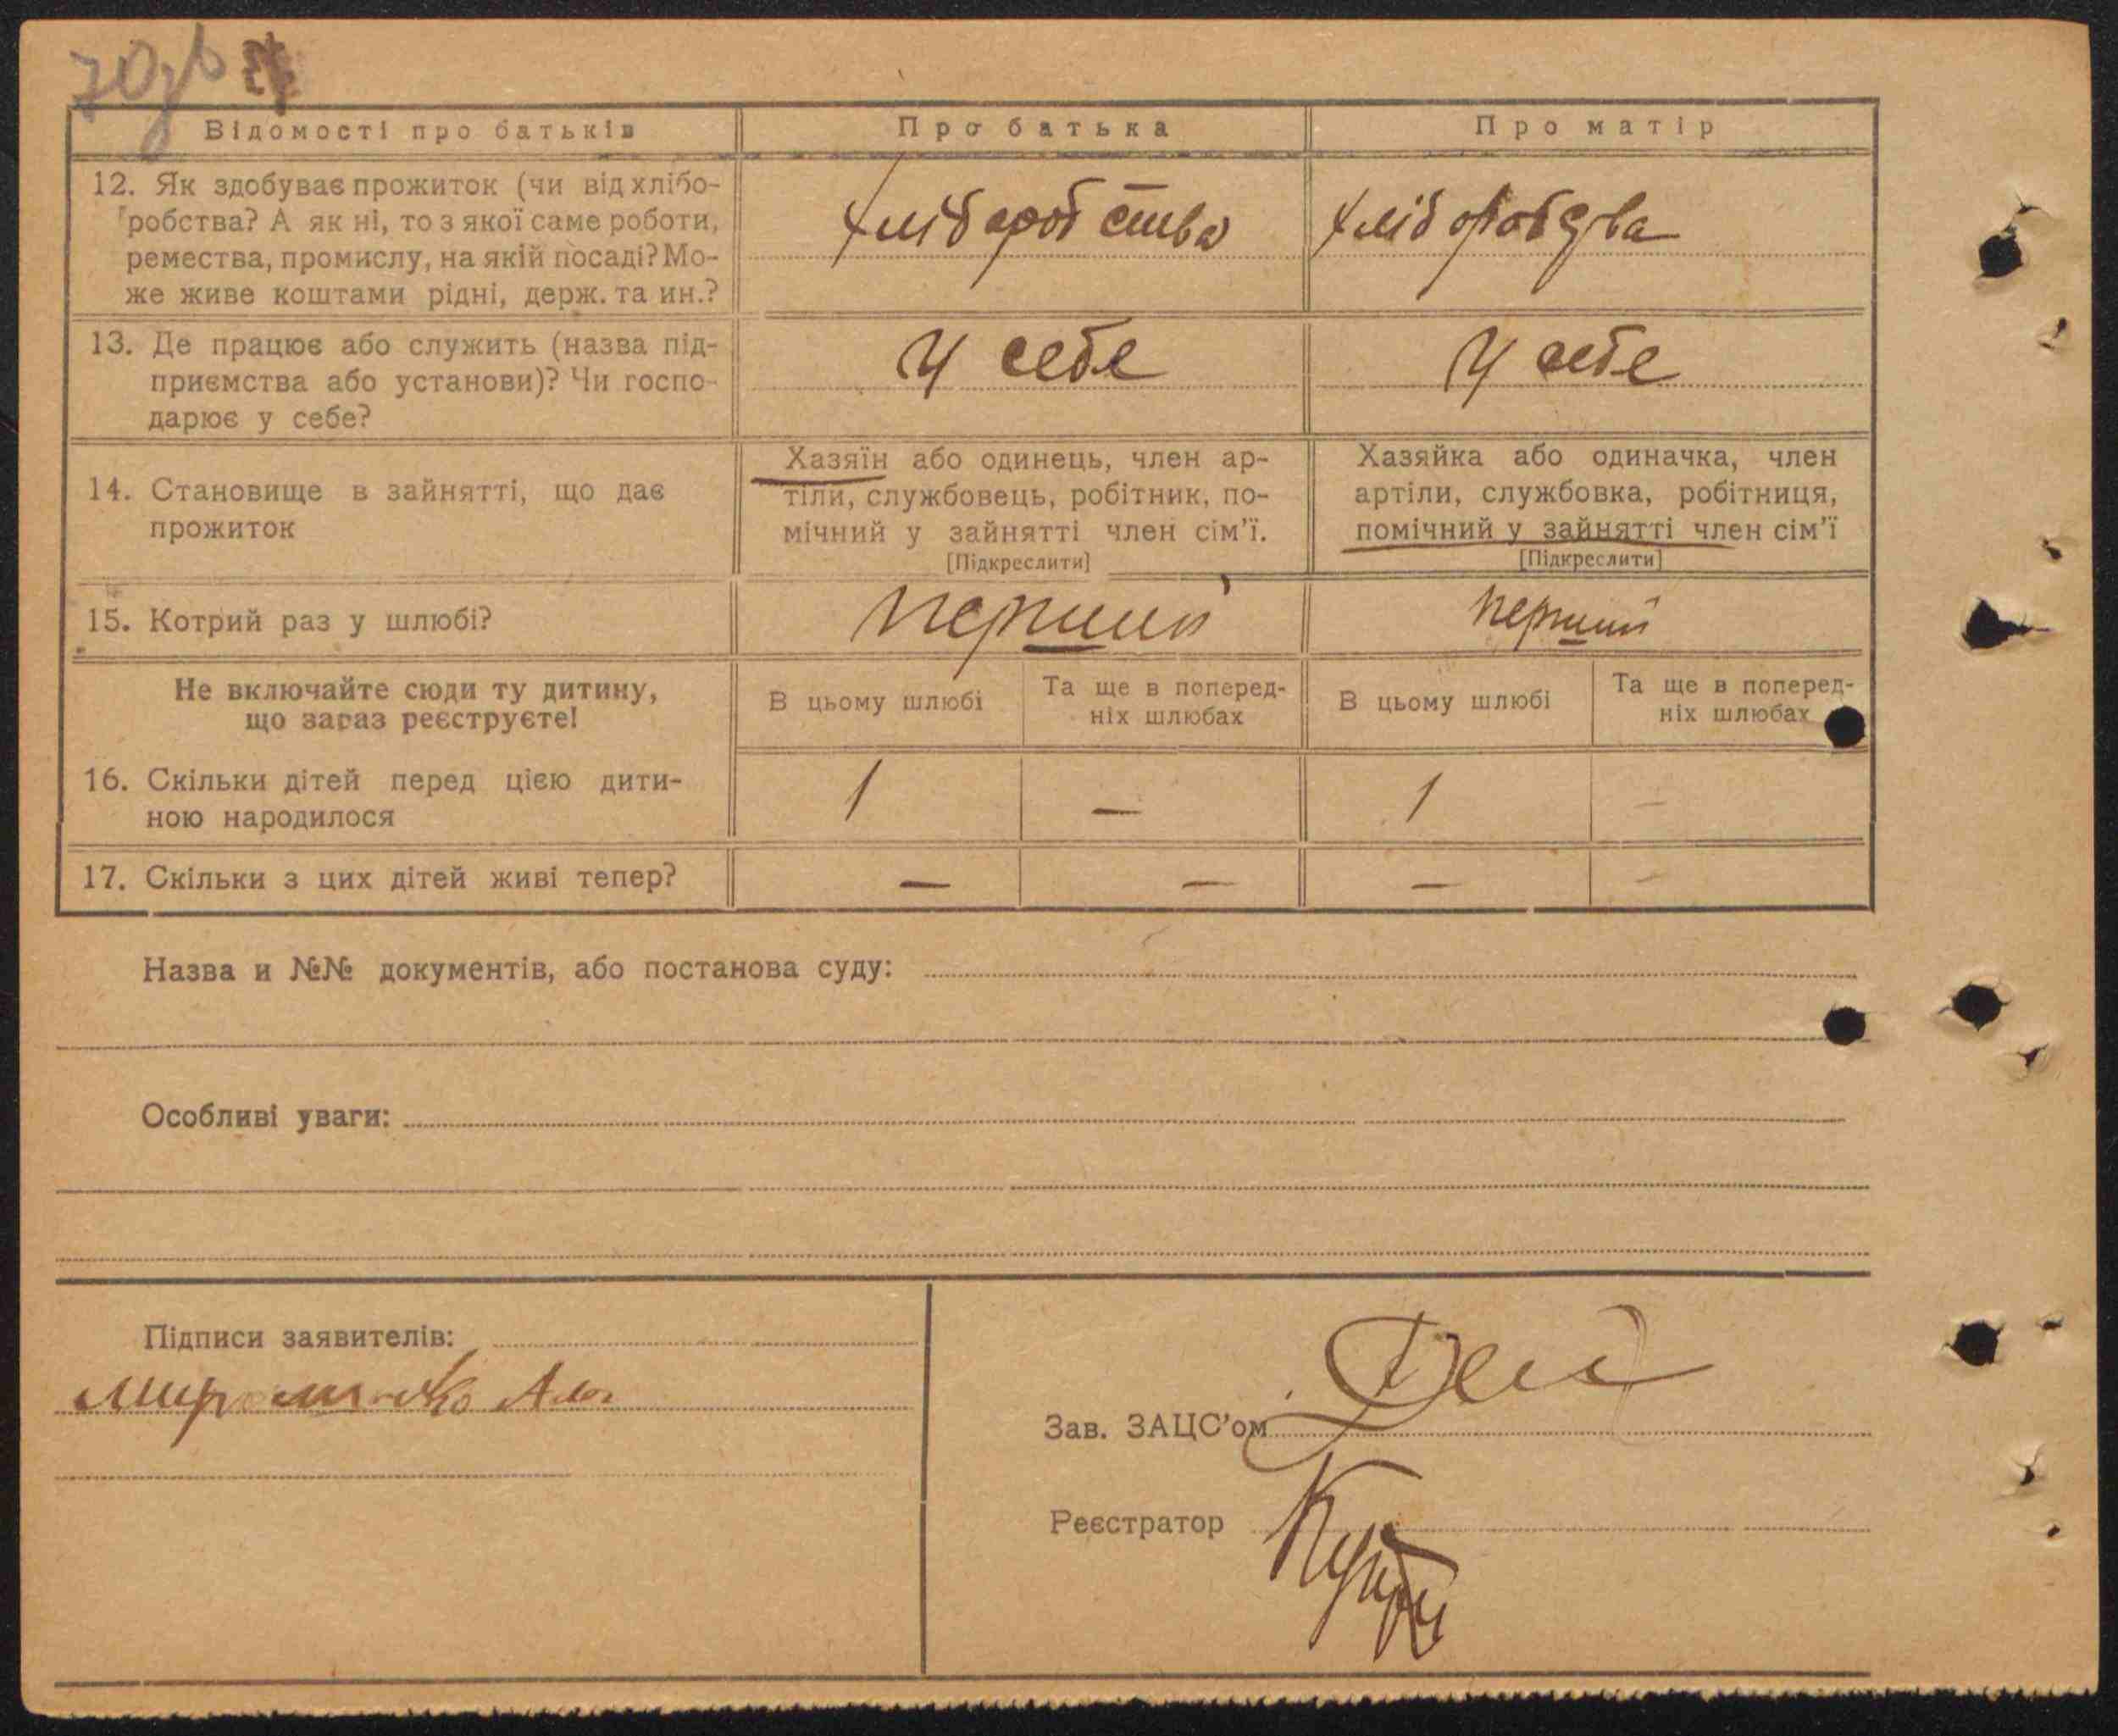 70зв
Відомості про батьків
Про батька
Про матір
12. Як здобуває прожиток (чи від хлібо-
робства? А як ні, то з якої саме роботи,
ремества, промислу, на якій посаді? Мо-
же живе коштами рідні, держ. та ин.?
хліборобства
хліборобства
13. Де працює або служить (назва під-
приємства або установи)? Чи госпо-
дарює у себе?
У себе
У себе
14. Становище в зайнятті, що дає
прожиток
Хазяїн або одинець, член ар-
тіли, службовець, робітник, по-
мічний у зайнятті член сім'ї.
[Підкреслити]
Хазяйка або одиначка, член
артіли, службовка, робітниця,
помічний у зайнятті член сім'ї
[Підкреслити]
15. Котрий раз у шлюбі?
перший
перший
Не включайте сюди ту дитину,
що зараз реєструєте!
В цьому шлюбі
Та ще в поперед-
ніх шлюбах
В цьому шлюбі
Та ще в поперед-
ніх шлюбах
16. Скільки дітей перед цією дити-
ною народилося
1
—
1
—
17. Скільки з цих дітей живі тепер?
—
—
—
—
Назва и №№ документів, або постанова суду:
Особливі уваги:
Підписи заявителів:
Зав. ЗАЦС'ом
Реєстратор